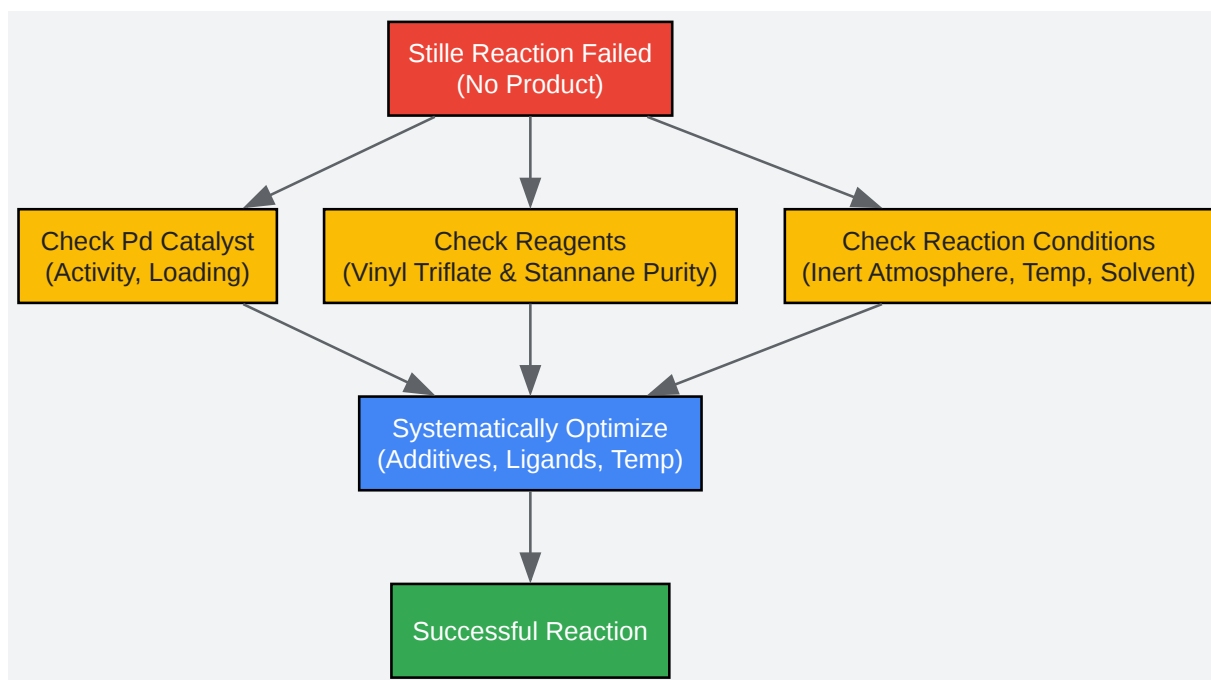 Stille Reaction Failed
(No Product)
Check Pd Catalyst
(Activity, Loading)
Check Reagents
(Vinyl Triflate & Stannane Purity)
Check Reaction Conditions
(Inert Atmosphere, Temp, Solvent)
Systematically Optimize
(Additives, Ligands, Temp)
Successful Reaction